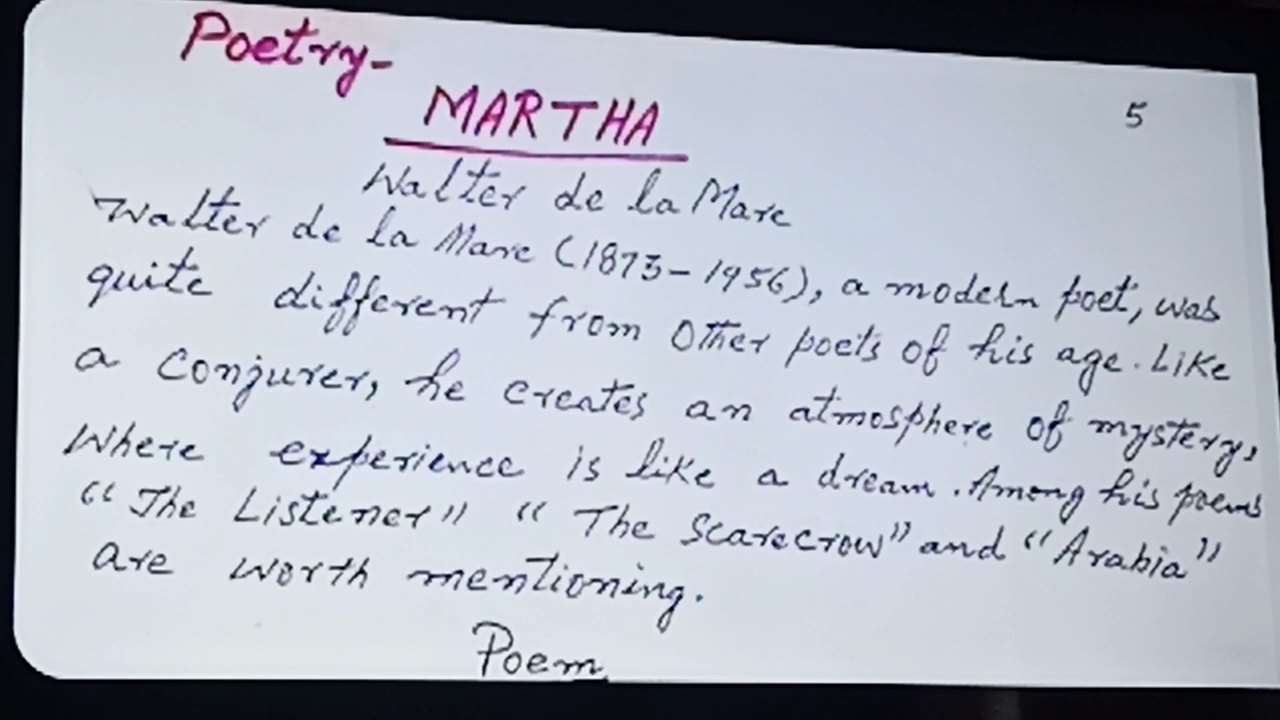 Poetry-
MARTHA
5
Walter de la Mare
Walter de la Mare (1873-1956), a modern poet, was
quite different from other poets of his age. Like
a Conjurer, he creates an atmosphere of mystery,
Where experience is like a dream. Among his poems
"The Listener" "The Scarecrow" and "Arabia"
are worth mentioning.
Poem